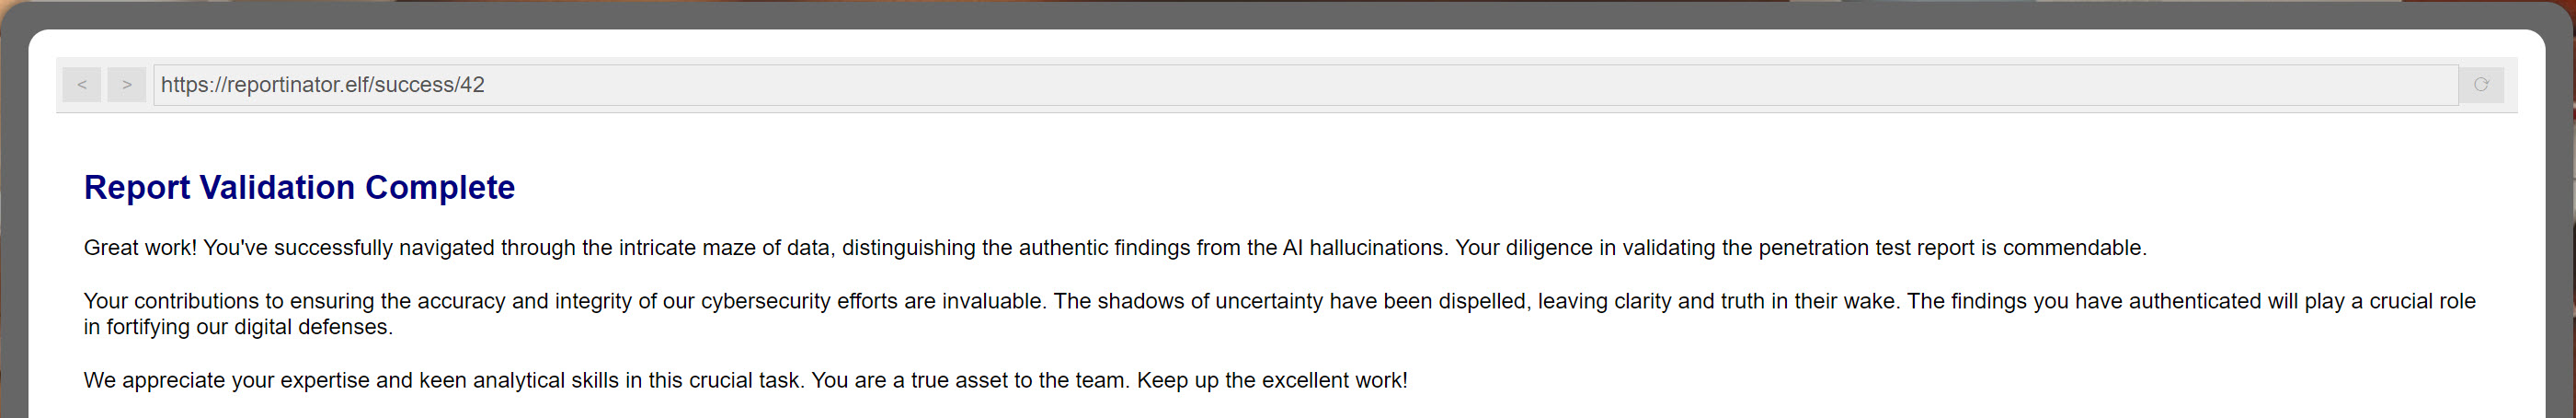 < > https://reportinator.elf/success/42
Report Validation Complete
Great work! You've successfully navigated through the intricate maze of data, distinguishing the authentic findings from the AI hallucinations. Your diligence in validating the penetration test report is commendable.
Your contributions to ensuring the accuracy and integrity of our cybersecurity efforts are invaluable. The shadows of uncertainty have been dispelled, leaving clarity and truth in their wake. The findings you have authenticated will play a crucial role
in fortifying our digital defenses.
We appreciate your expertise and keen analytical skills in this crucial task. You are a true asset to the team. Keep up the excellent work!